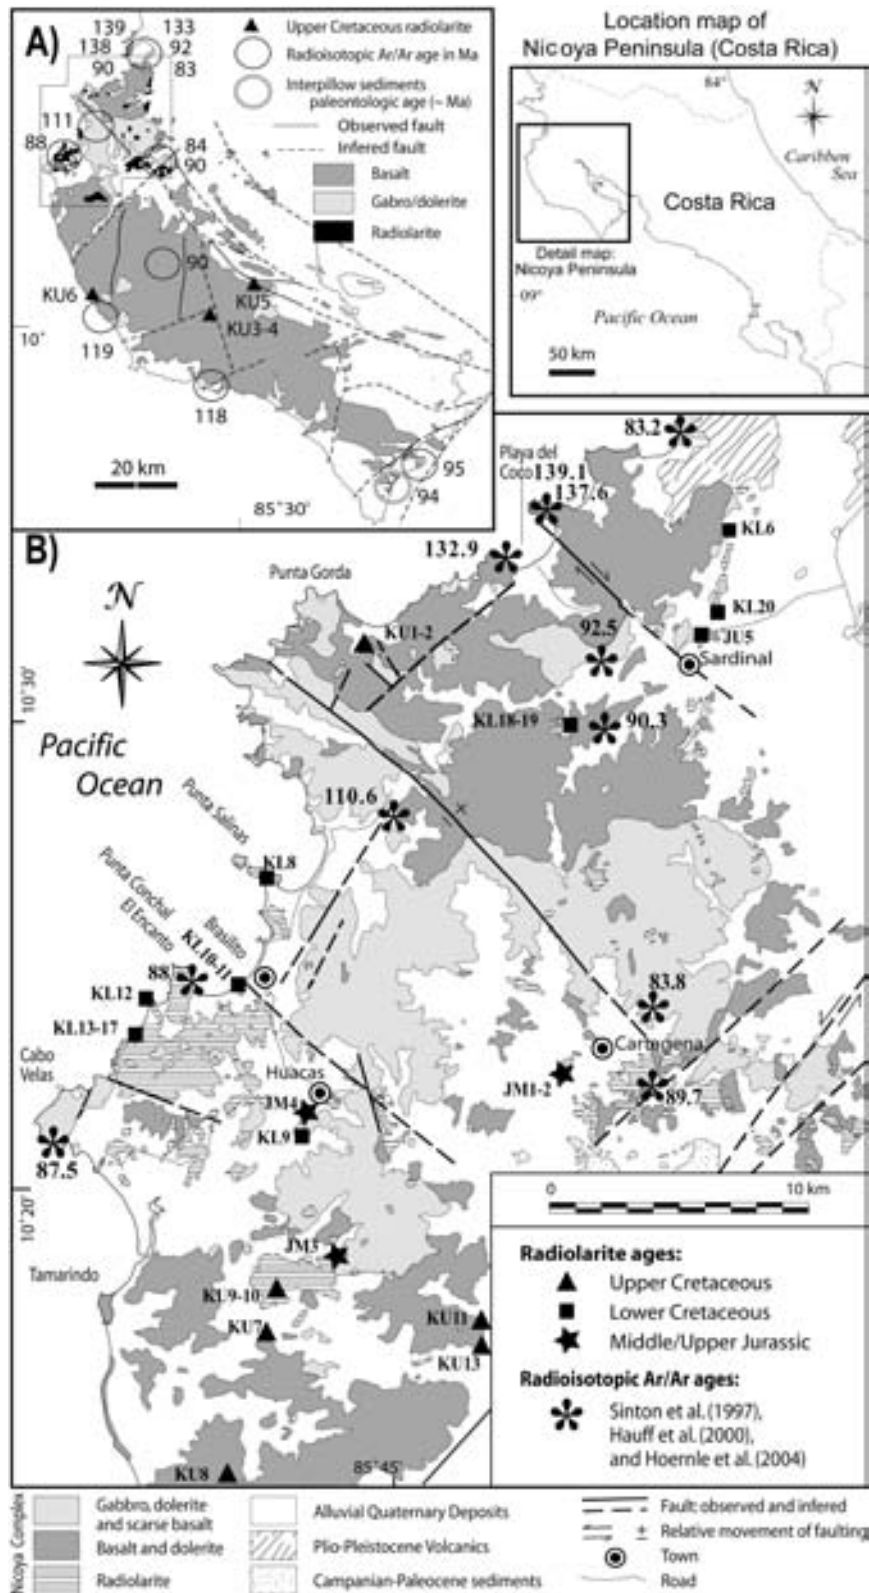 A)
139
138
90
133
92
83
111
88
84
90
90
KU6
KU5
KU3-4
119
118
95
94
10°
20 km
85°30'
Upper Cretaceous radiolarite
Radioisotopic Ar/Ar age in Ma
Interpillow sediments
paleontologic age (~ Ma)
Observed fault
Infered fault
Basalt
Gabro/dolerite
Radiolarite
Location map of
Nicoya Peninsula (Costa Rica)
84°
N
Caribben
Sea
Costa Rica
Detail map:
Nicoya Peninsula
09°
Pacific Ocean
50 km
B)
N
83.2
Playa del
Coco
139.1
137.6
132.9
KL6
Punta Gorda
KL20
JU5
KU1-2
92.5
Sardinal
10°30'
KL18-19
90.3
Pacific
Ocean
110.6
Punta Salinas
KL8
Punta Conchal
El Encanto
Brasilito
KL10-11
88
KL12
83.8
KL13-17
Cartegena
Cabo
Velas
Huacas
JM1-2
JM4
89.7
KL9
87.5
10°20'
0 10 km
JM3
Tamarindo
KL9-10
KU11
KU7
KU13
KU8
85°45'
Radiolarite ages:
Upper Cretaceous
Lower Cretaceous
Middle/Upper Jurassic
Radioisotopic Ar/Ar ages:
Sinton et al. (1997),
Hauff et al. (2000),
and Hoernle et al. (2004)
Nicoya Complex
Gabbro, dolerite
and scarse basalt
Basalt and dolerite
Radiolarite
Alluvial Quaternary Deposits
Plio-Pleistocene Volcanics
Campanian-Paleocene sediments
Fault; observed and infered
Relative movement of faulting
Town
Road